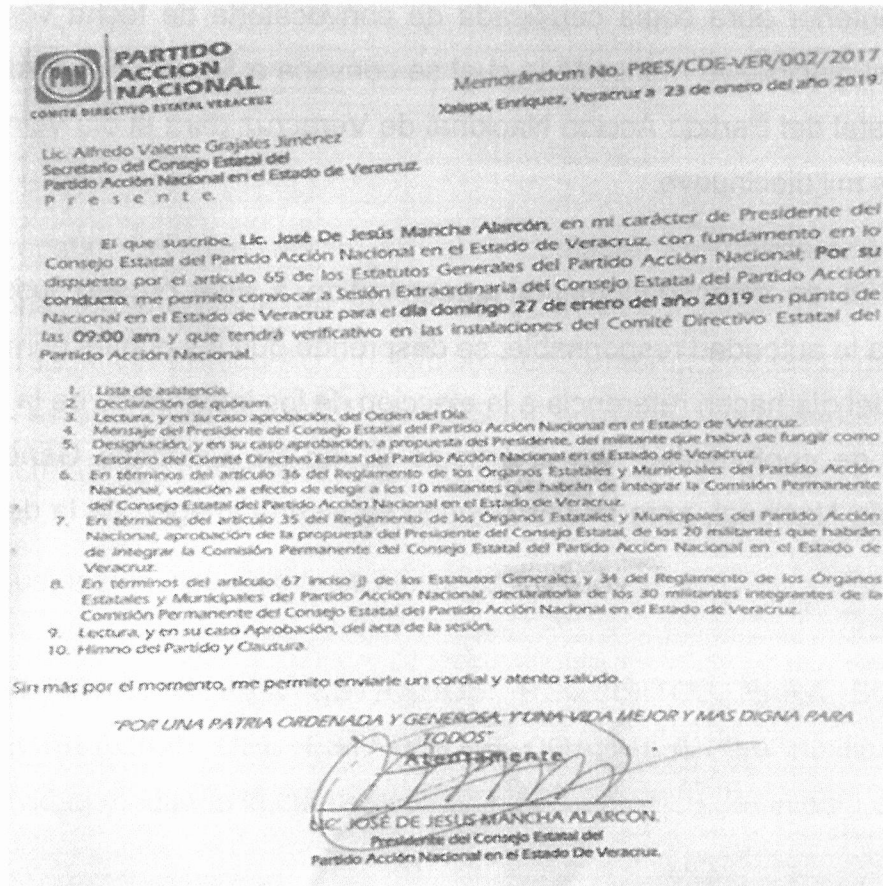 PAN
PARTIDO
ACCION
NACIONAL
COMITÉ DIRECTIVO ESTATAL VERACRUZ
Memorándum No. PRES/CDE-VER/002/2017
Xalapa, Enríquez, Veracruz a 23 de enero del año 2019.
Lic. Alfredo Valente Grajales Jiménez
Secretario del Consejo Estatal del
Partido Acción Nacional en el Estado de Veracruz.
P r e s e n t e.
El que suscribe, Lic. José De Jesús Mancha Alarcón, en mi carácter de Presidente del
Consejo Estatal del Partido Acción Nacional en el Estado de Veracruz, con fundamento en lo
dispuesto por el artículo 65 de los Estatutos Generales del Partido Acción Nacional; Por su
conducto, me permito convocar a Sesión Extraordinaria del Consejo Estatal del Partido Acción
Nacional en el Estado de Veracruz para el día domingo 27 de enero del año 2019 en punto de
las 09:00 am y que tendrá verificativo en las instalaciones del Comité Directivo Estatal del
Partido Acción Nacional.
1. Lista de asistencia.
2. Declaración de quórum.
3. Lectura, y en su caso aprobación, del Orden del Día.
4. Mensaje del Presidente del Consejo Estatal del Partido Acción Nacional en el Estado de Veracruz.
5. Designación, y en su caso aprobación, a propuesta del Presidente, del militante que habrá de fungir como
Tesorero del Comité Directivo Estatal del Partido Acción Nacional en el Estado de Veracruz.
6. En términos del artículo 36 del Reglamento de los Órganos Estatales y Municipales del Partido Acción
Nacional, votación a efecto de elegir a los 10 militantes que habrán de integrar la Comisión Permanente
del Consejo Estatal del Partido Acción Nacional en el Estado de Veracruz.
7. En términos del artículo 35 del Reglamento de los Órganos Estatales y Municipales del Partido Acción
Nacional, aprobación de la propuesta del Presidente del Consejo Estatal, de los 20 militantes que habrán
de integrar la Comisión Permanente del Consejo Estatal del Partido Acción Nacional en el Estado de
Veracruz.
8. En términos del artículo 67 inciso j) de los Estatutos Generales y 34 del Reglamento de los Órganos
Estatales y Municipales del Partido Acción Nacional, declaratoria de los 30 militantes integrantes de la
Comisión Permanente del Consejo Estatal del Partido Acción Nacional en el Estado de Veracruz.
9. Lectura, y en su caso Aprobación, del acta de la sesión.
10. Himno del Partido y Clausura.
Sin más por el momento, me permito enviarle un cordial y atento saludo.
"POR UNA PATRIA ORDENADA Y GENEROSA, Y UNA VIDA MEJOR Y MAS DIGNA PARA
TODOS"
Atentamente
LIC. JOSÉ DE JESUS MANCHA ALARCON.
Presidente del Consejo Estatal del
Partido Acción Nacional en el Estado De Veracruz.